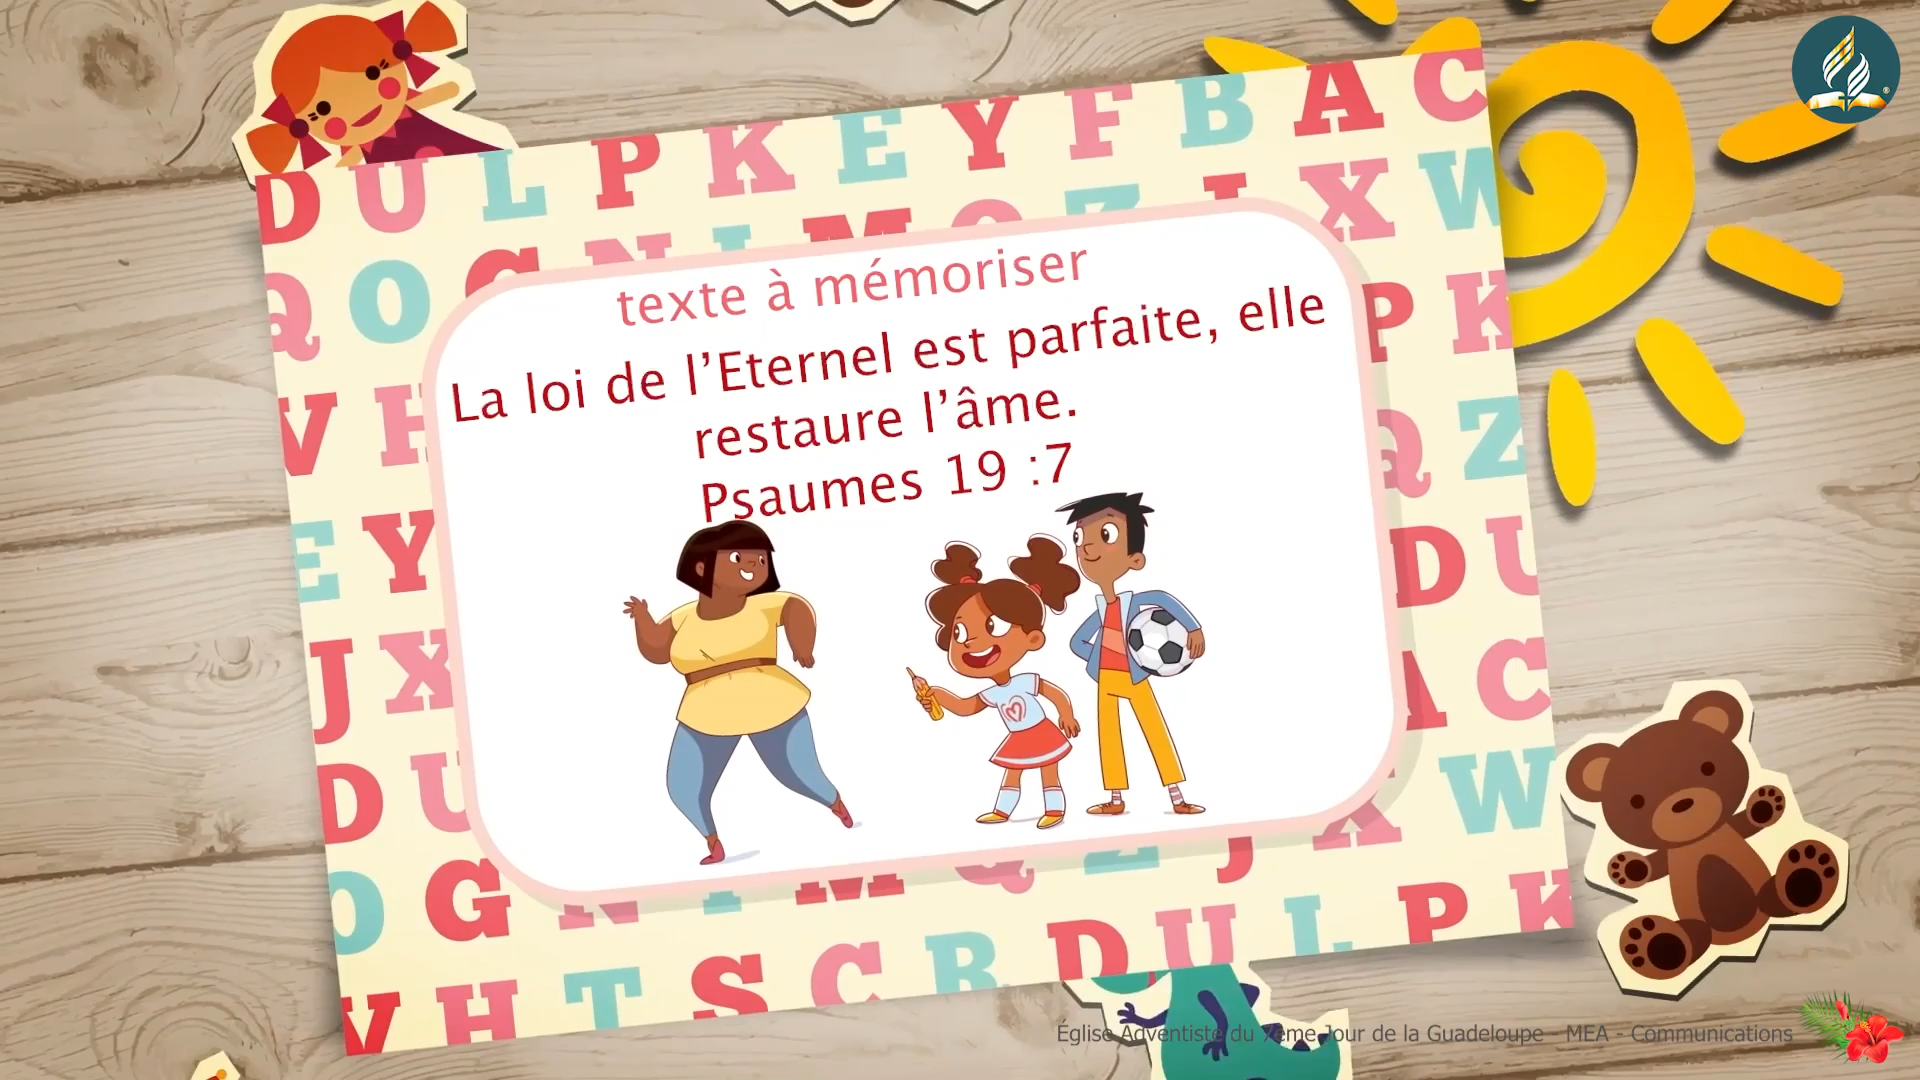 texte à mémoriser
La loi de l’Eternel est parfaite, elle
restaure l’âme.
Psaumes 19 :7
Église Adventiste du 7ème Jour de la Guadeloupe - MEA - Communications